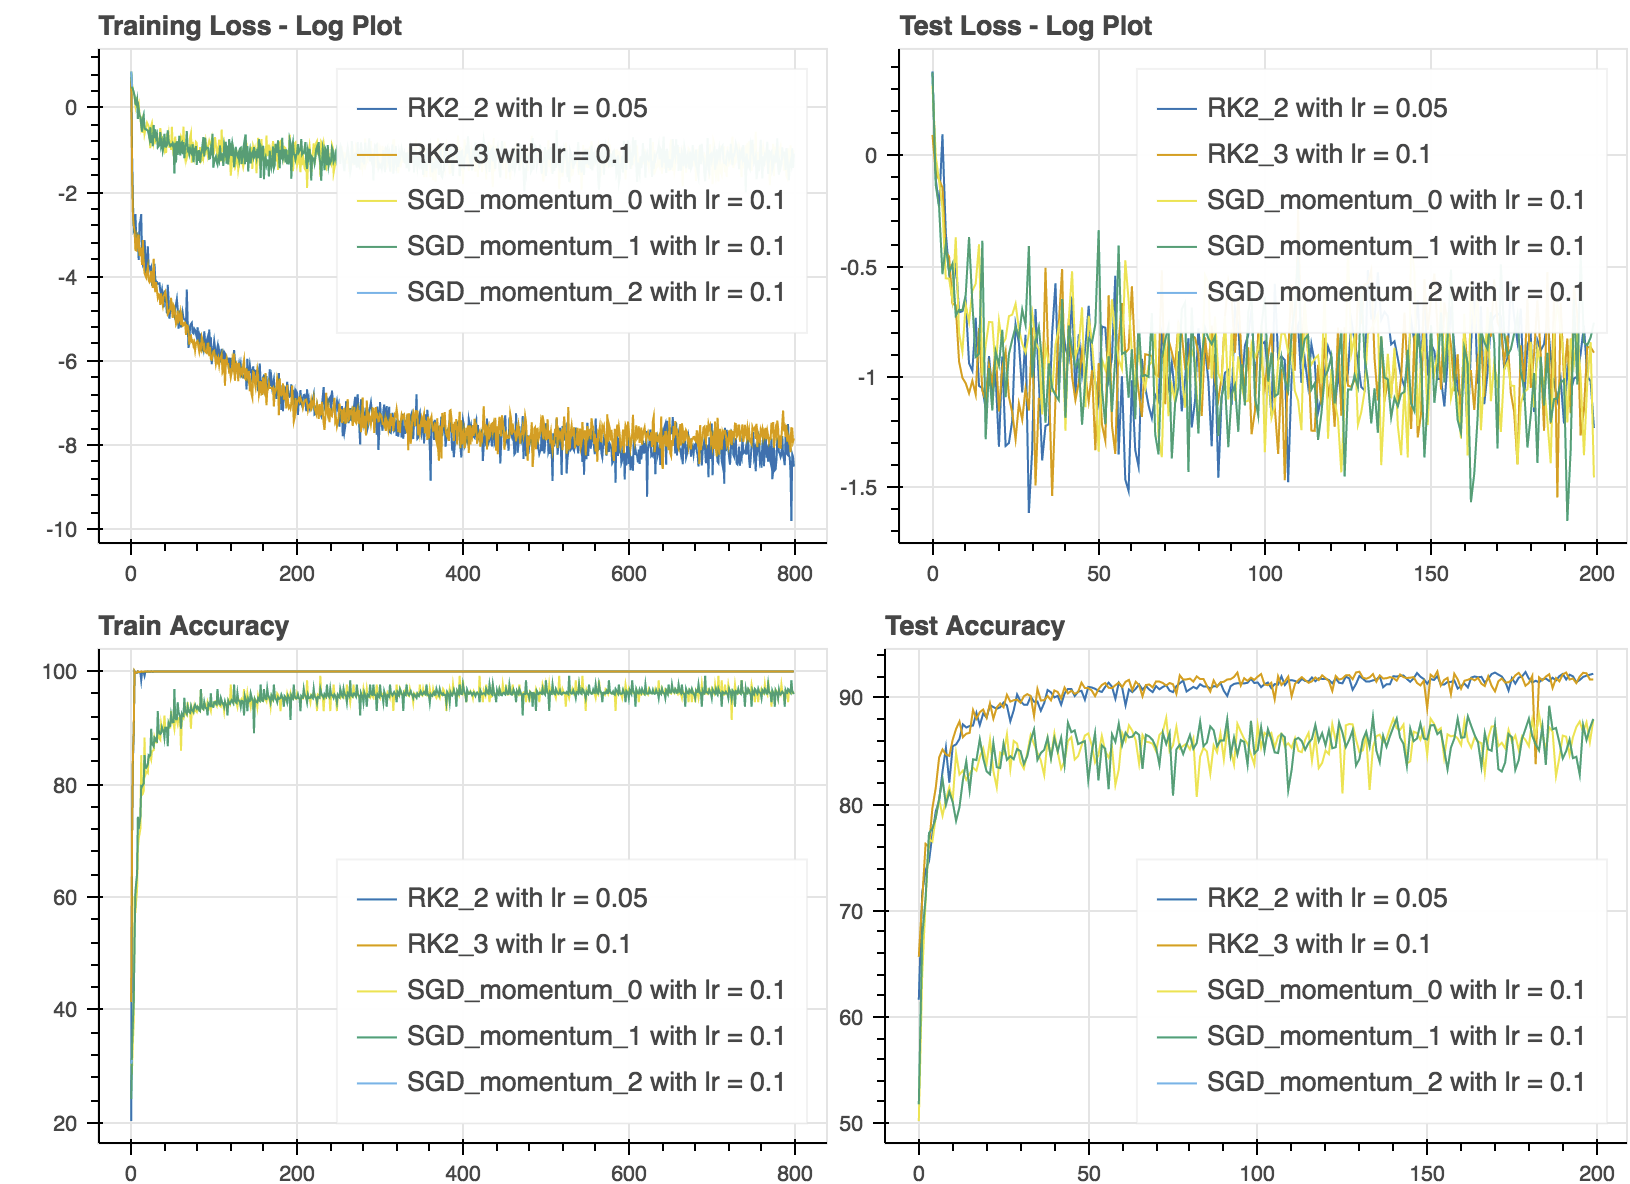 Training Loss - Log Plot
0
-2
-4
-6
-8
-10
0 200 400 600 800
RK2_2 with lr = 0.05
RK2_3 with lr = 0.1
SGD_momentum_0 with lr = 0.1
SGD_momentum_1 with lr = 0.1
SGD_momentum_2 with lr = 0.1
Test Loss - Log Plot
0
-0.5
-1
-1.5
0 50 100 150 200
RK2_2 with lr = 0.05
RK2_3 with lr = 0.1
SGD_momentum_0 with lr = 0.1
SGD_momentum_1 with lr = 0.1
SGD_momentum_2 with lr = 0.1
Train Accuracy
100
80
60
40
20
0 200 400 600 800
RK2_2 with lr = 0.05
RK2_3 with lr = 0.1
SGD_momentum_0 with lr = 0.1
SGD_momentum_1 with lr = 0.1
SGD_momentum_2 with lr = 0.1
Test Accuracy
90
80
70
60
50
0 50 100 150 200
RK2_2 with lr = 0.05
RK2_3 with lr = 0.1
SGD_momentum_0 with lr = 0.1
SGD_momentum_1 with lr = 0.1
SGD_momentum_2 with lr = 0.1